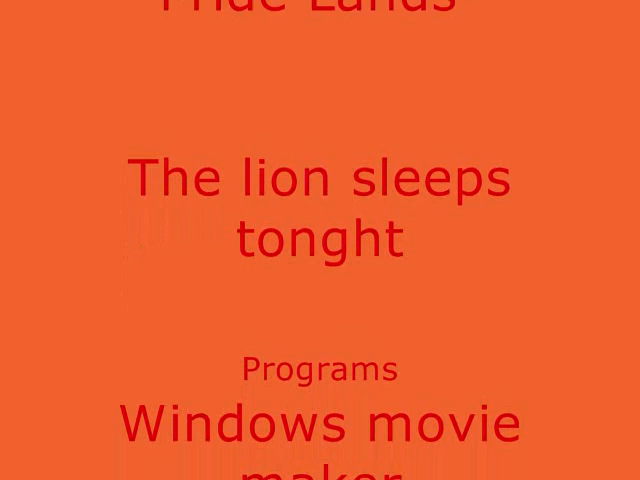 Pride Lands
The lion sleeps
tonght
Programs
Windows movie
maker